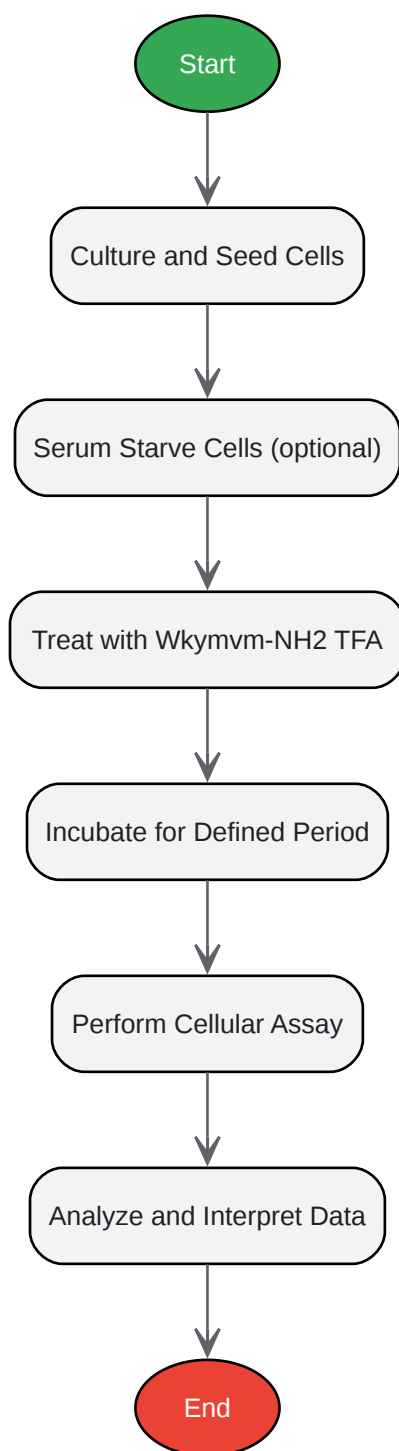 Start
Culture and Seed Cells
Serum Starve Cells (optional)
Treat with Wkymvm-NH2 TFA
Incubate for Defined Period
Perform Cellular Assay
Analyze and Interpret Data
End